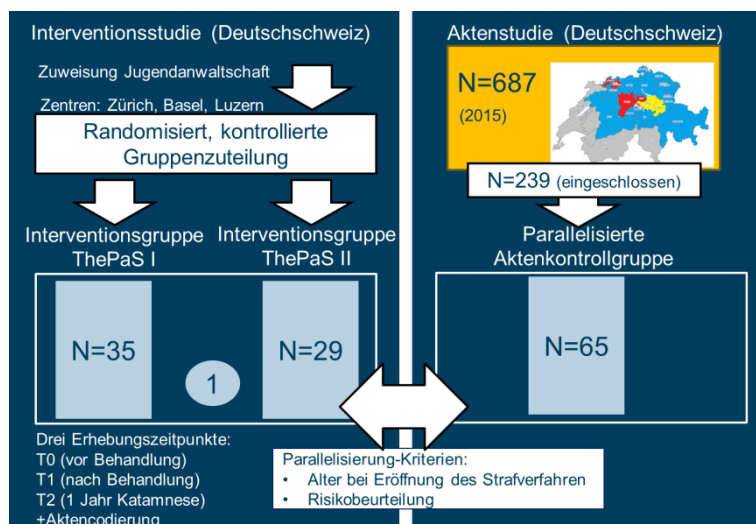 Interventionsstudie (Deutschschweiz)
Zuweisung Jugendanwaltschaft
Zentren: Zürich, Basel, Luzern
Randomisiert, kontrollierte
Gruppenzuteilung
Interventionsgruppe
ThePaS I
Interventionsgruppe
ThePaS II
N=35
1
N=29
Drei Erhebungszeitpunkte:
T0 (vor Behandlung)
T1 (nach Behandlung)
T2 (1 Jahr Katamnese)
+Aktencodierung
Aktenstudie (Deutschschweiz)
N=687
(2015)
N=239 (eingeschlossen)
Parallelisierte
Aktenkontrollgruppe
N=65
Parallelisierung-Kriterien:
• Alter bei Eröffnung des Strafverfahren
• Risikobeurteilung